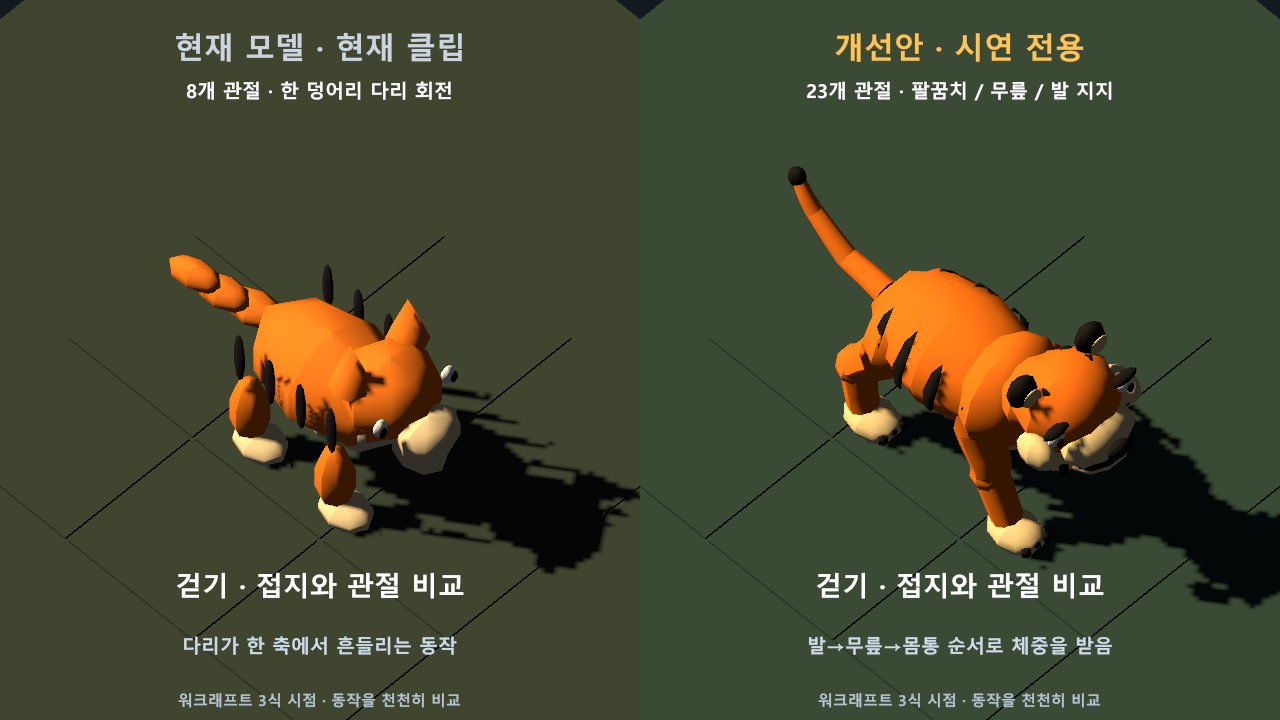 현재 모델 · 현재 클립
8개 관절 · 한 덩어리 다리 회전
걷기 · 접지와 관절 비교
다리가 한 축에서 흔들리는 동작
워크래프트 3식 시점 · 동작을 천천히 비교
개선안 · 시연 전용
23개 관절 · 팔꿈치 / 무릎 / 발 지지
걷기 · 접지와 관절 비교
발→무릎→몸통 순서로 체중을 받음
워크래프트 3식 시점 · 동작을 천천히 비교